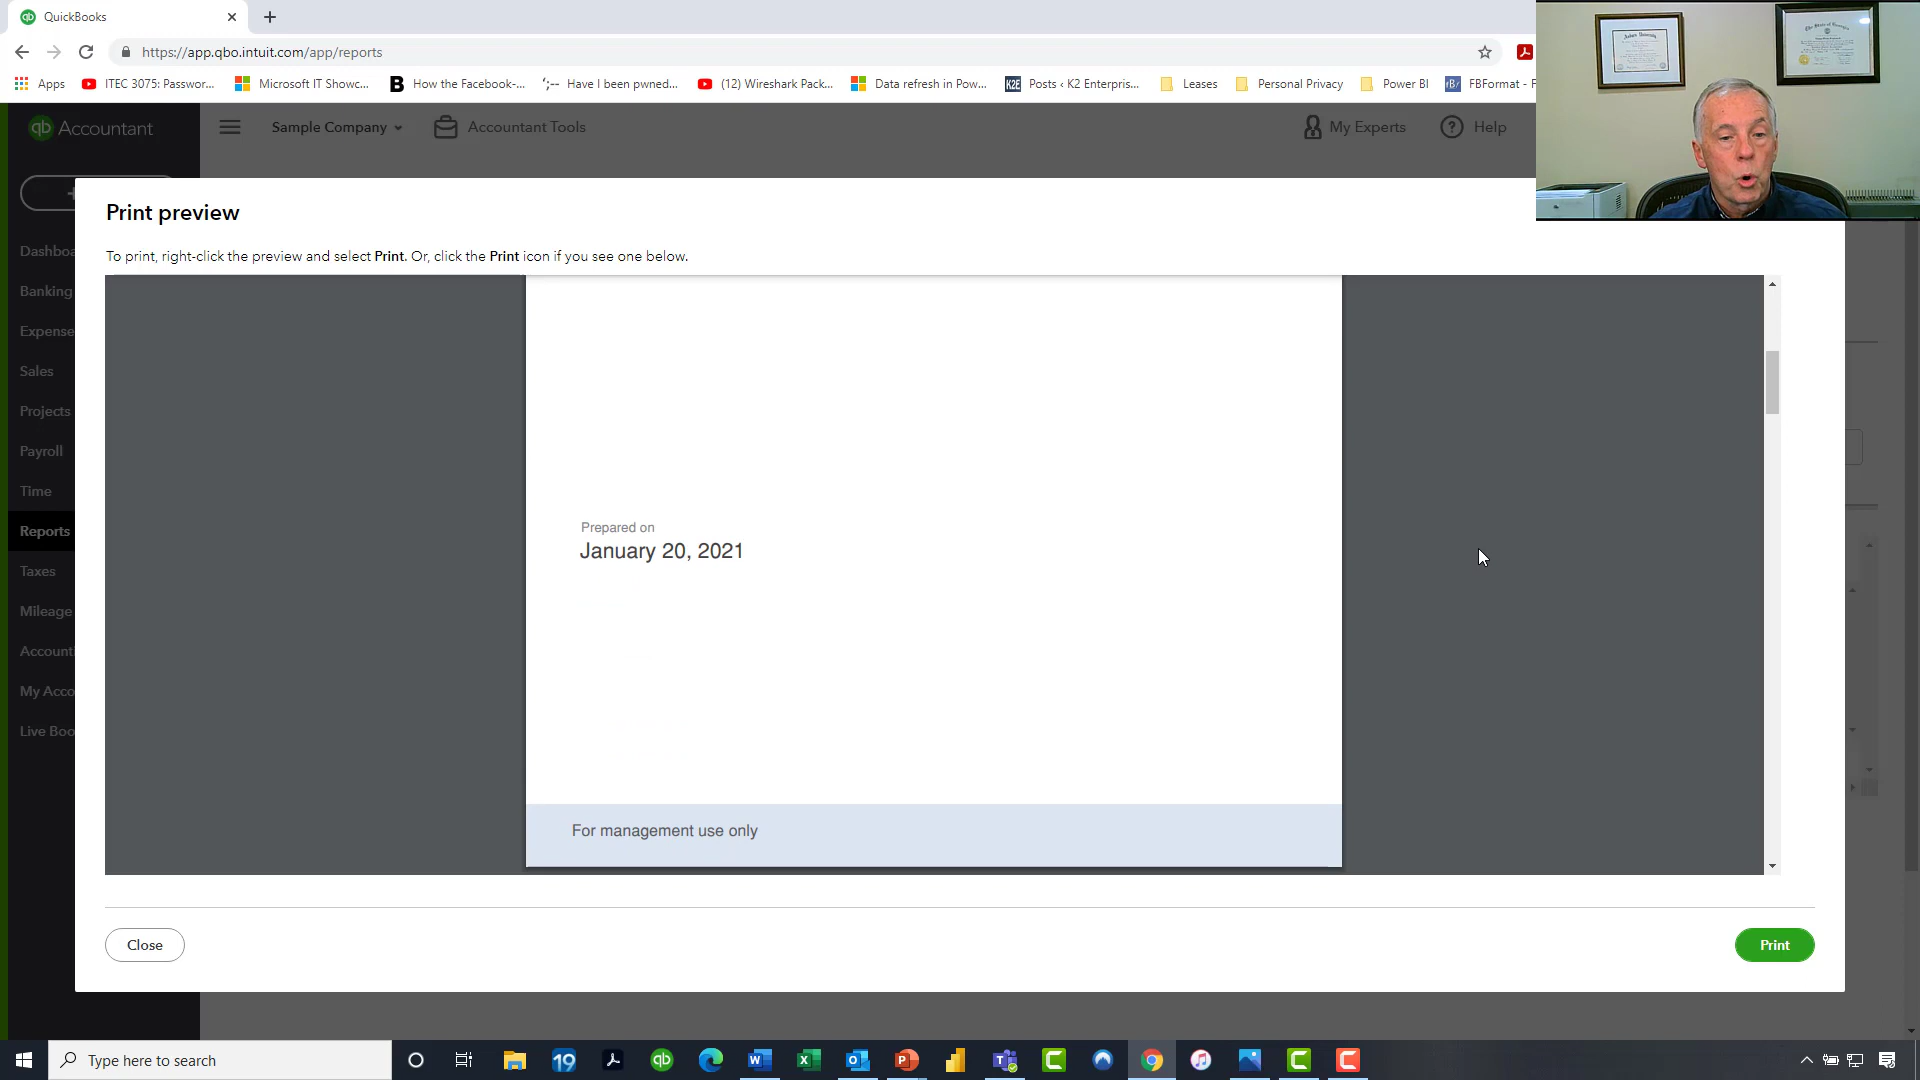 QuickBooks
https://app.qbo.intuit.com/app/reports
Apps
ITEC 3075: Passwor...
Microsoft IT Showc...
How the Facebook-...
Have I been pwned...
(12) Wireshark Pack...
Data refresh in Pow...
K2E
Posts ‹ K2 Enterpris...
Leases
Personal Privacy
Power BI
FBFormat - F
qb Accountant
Sample Company
Accountant Tools
My Experts
Help
Print preview
To print, right-click the preview and select Print. Or, click the Print icon if you see one below.
Dashboa
Banking
Expense
Sales
Projects
Payroll
Time
Reports
Taxes
Mileage
Account
My Acco
Live Boo
Prepared on
January 20, 2021
For management use only
Close
Print
Type here to search
19